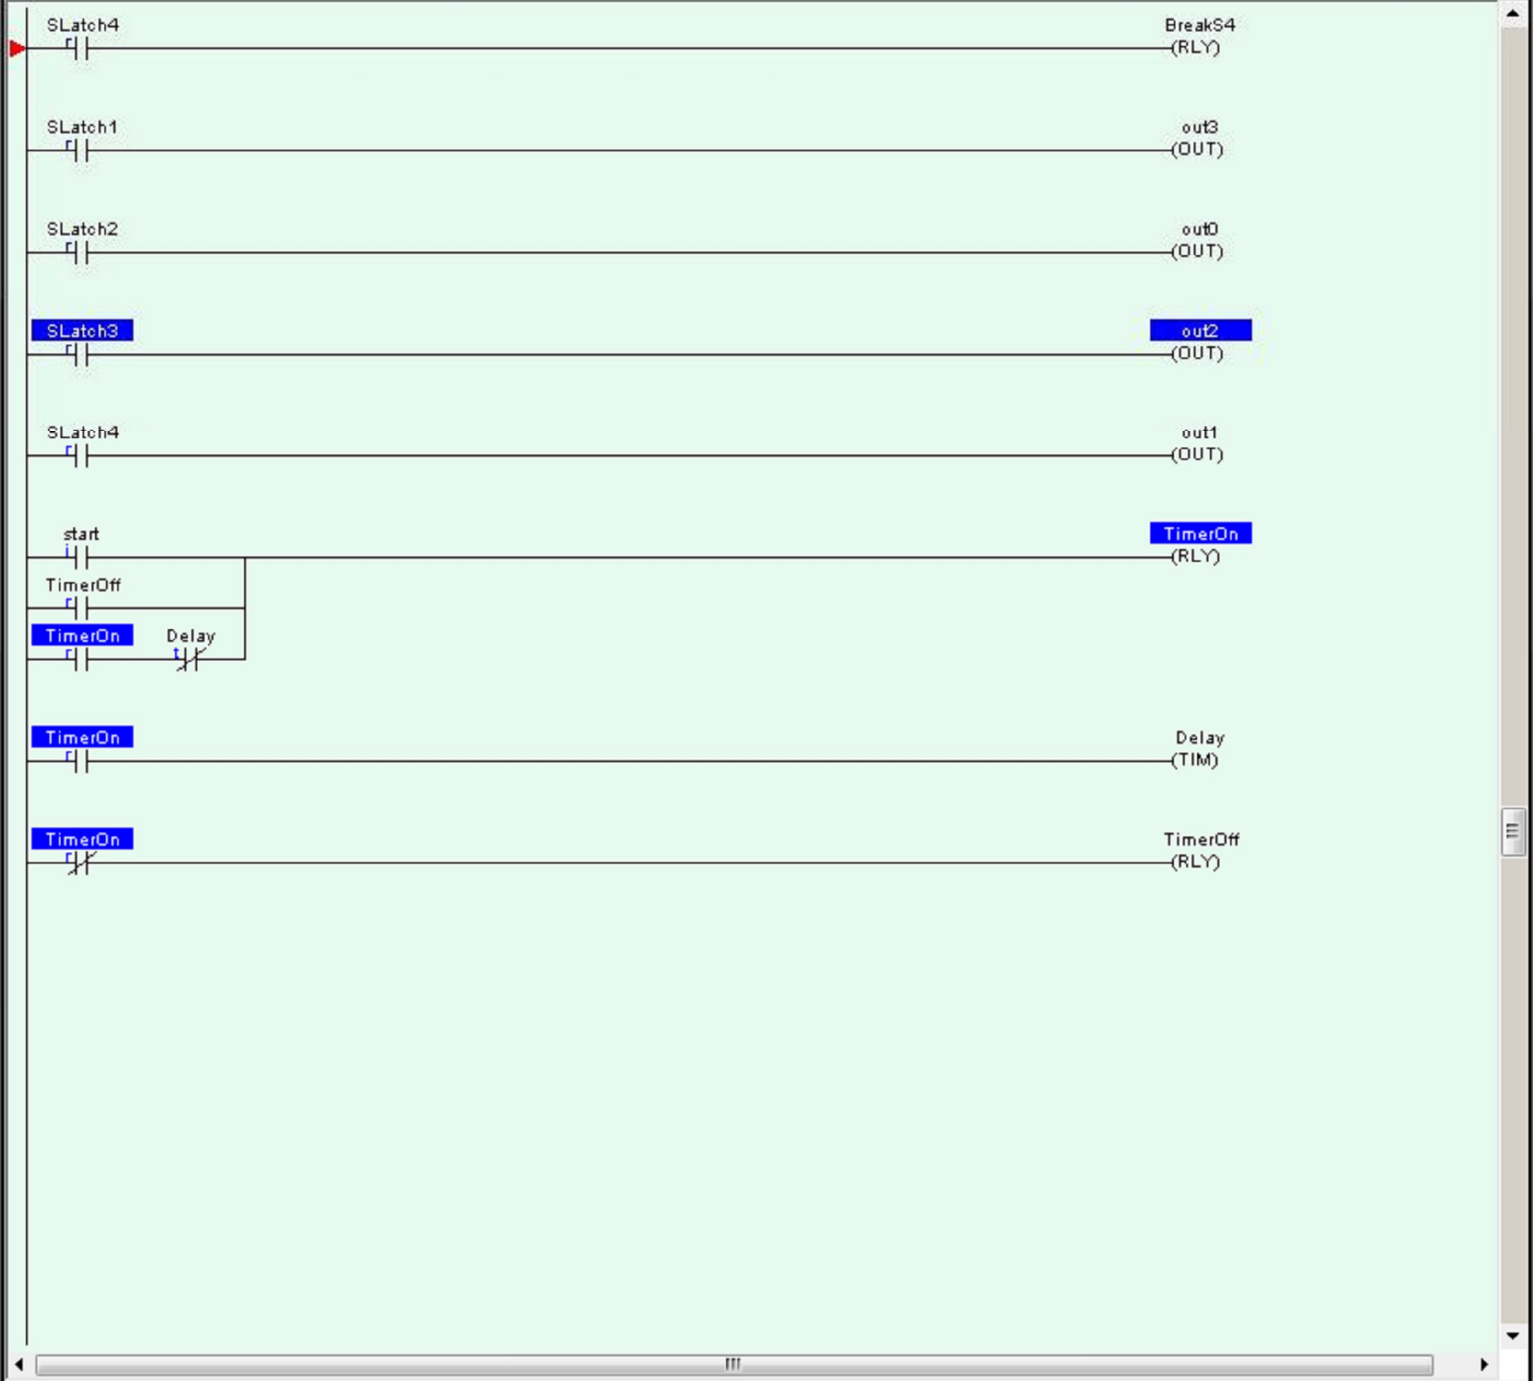 SLatch4 BreakS4
r (RLY)
SLatch1 out3
r (OUT)
SLatch2 out0
r (OUT)
SLatch3 out2
r (OUT)
SLatch4 out1
r (OUT)
start TimerOn
i (RLY)
TimerOff
r
TimerOn Delay
r t
TimerOn Delay
r (TIM)
TimerOn TimerOff
r (RLY)